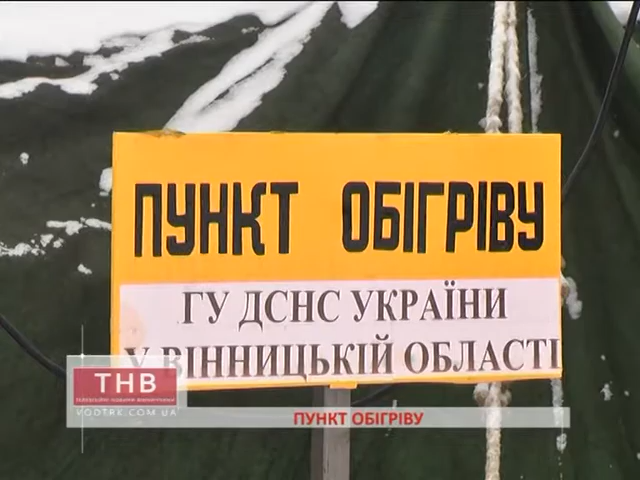 ПУНКТ ОБІГРІВУ
ГУ ДСНС УКРАЇНИ
У ВІННИЦЬКІЙ ОБЛАСТІ
ТНВ
VODTRK.COM.UA
ПУНКТ ОБІГРІВУ